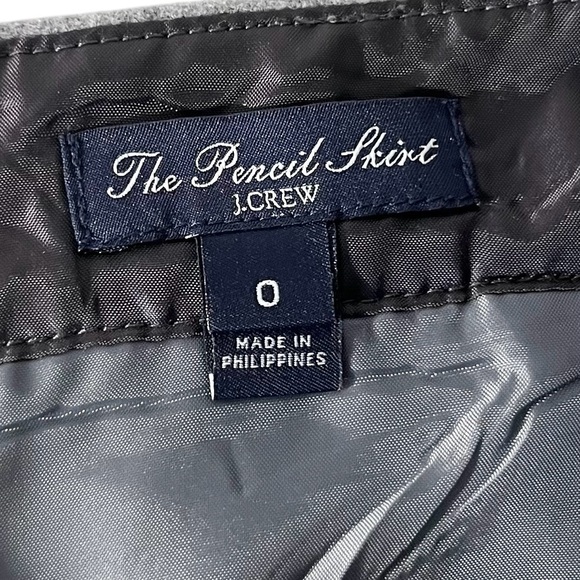 The Pencil Skirt
J.CREW
0
MADE IN
PHILIPPINES